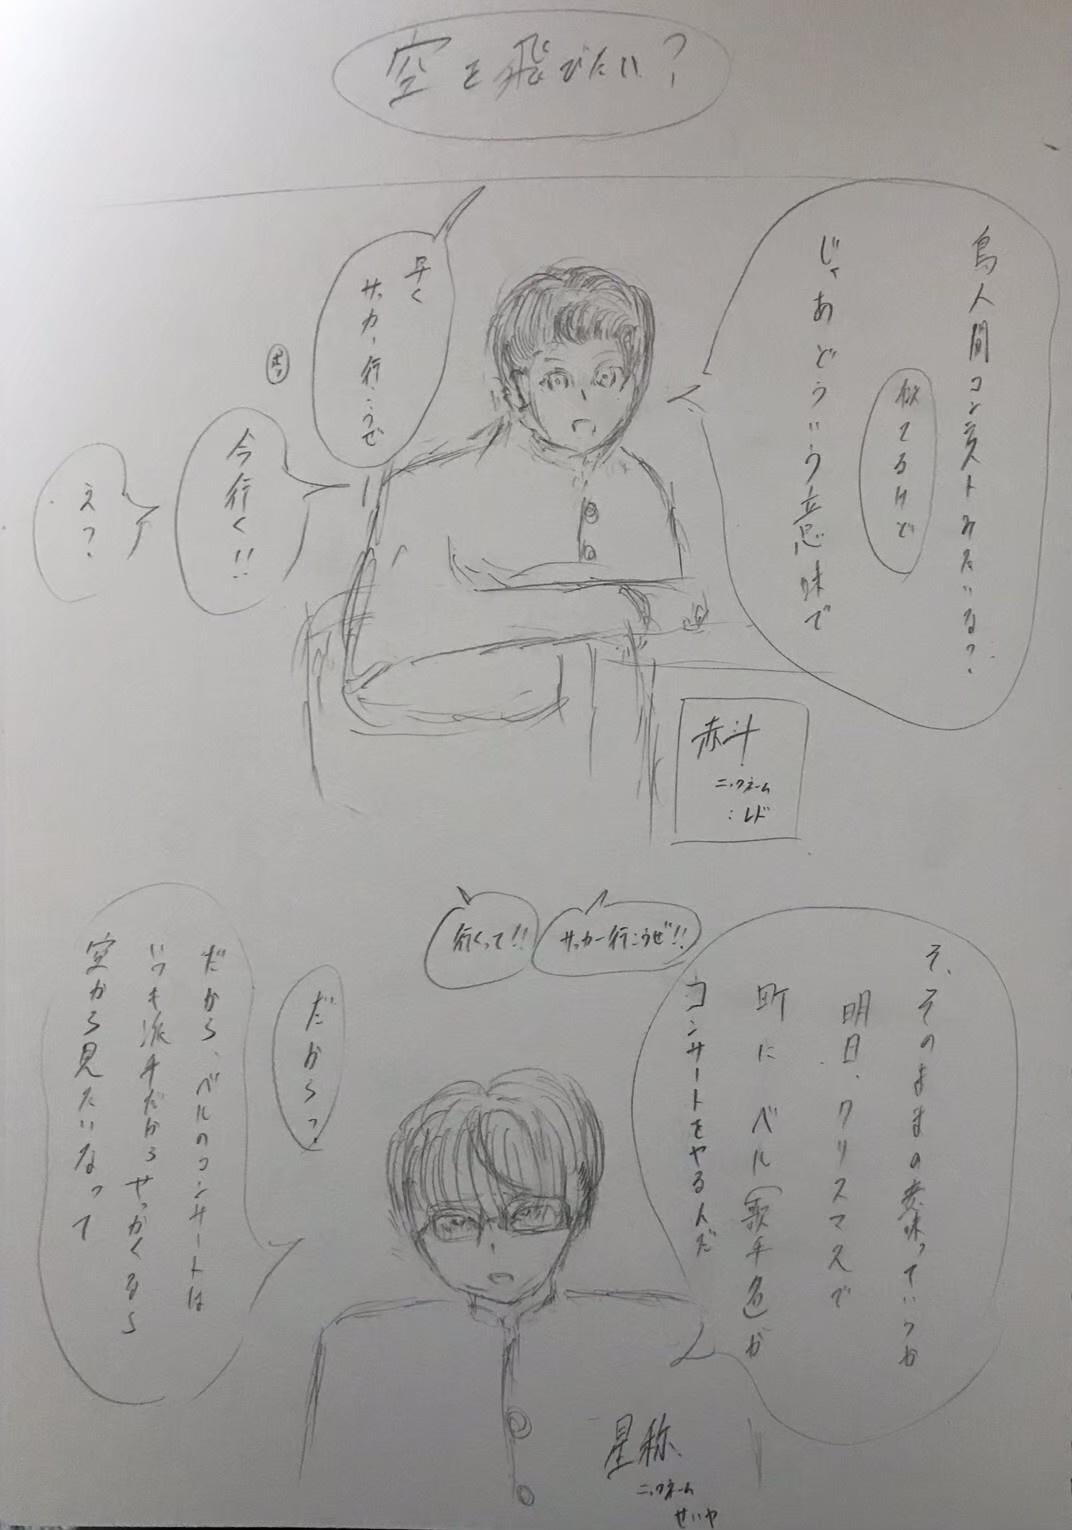 空を飛びたい?
鳥人間コンテストみたいな?
似てるけど
じゃあどういう意味で
早く
サッカー行こうぜ
今行く!!
えっ?
赤斗
ニックネーム
:レド
サッカー行こうぜ!!
行くって!!
そ、そのままの意味っていうか
明日、クリスマスで
町にベル(歌手名)が
コンサートをやるんだ
だからっ?
だから、ベルのコンサートは
いつも派手だからせっかくなら
空から見たいなって
星称
ニックネーム
せいや